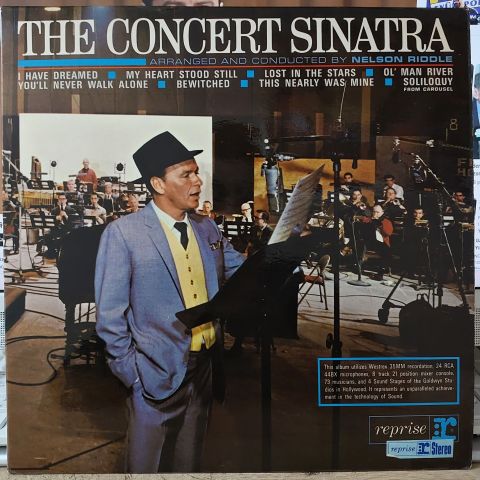 THE CONCERT SINATRA
ARRANGED AND CONDUCTED BY NELSON RIDDLE
I HAVE DREAMED ■ MY HEART STOOD STILL ■ LOST IN THE STARS ■ OL' MAN RIVER
YOU'LL NEVER WALK ALONE ■ BEWITCHED ■ THIS NEARLY WAS MINE ■ SOLILOQUY
FROM CAROUSEL
8
This album utilizes Westrex 35MM recordation, 24 RCA
44BX microphones, 8 track 21 position mixer console,
73 musicians, and 4 Sound Stages of the Goldwyn Stu-
dios in Hollywood. It represents an unparalleled achieve-
ment in the technology of Sound.
reprise
reprise Stereo